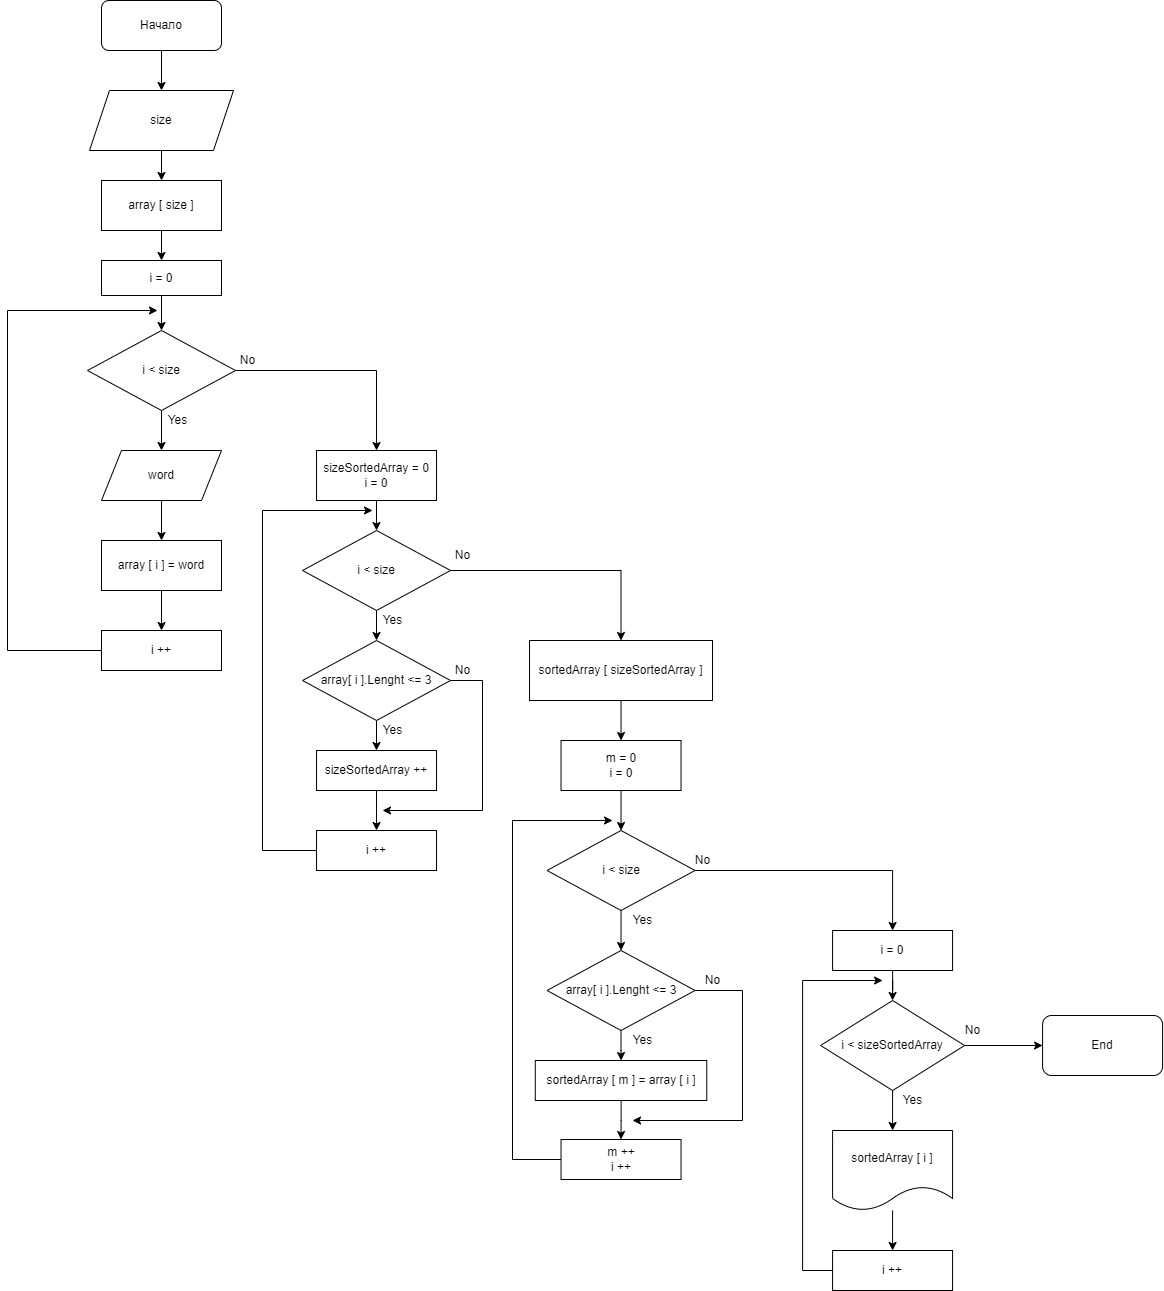 Начало
size
array [ size ]
i = 0
i < size
No
Yes
word
array [ i ] = word
i ++
sizeSortedArray = 0
i = 0
i < size
No
Yes
array[ i ].Lenght <= 3
No
Yes
sizeSortedArray ++
i ++
sortedArray [ sizeSortedArray ]
m = 0
i = 0
i < size
No
Yes
array[ i ].Lenght <= 3
No
Yes
sortedArray [ m ] = array [ i ]
m ++
i ++
i = 0
i < sizeSortedArray
No
Yes
End
sortedArray [ i ]
i ++